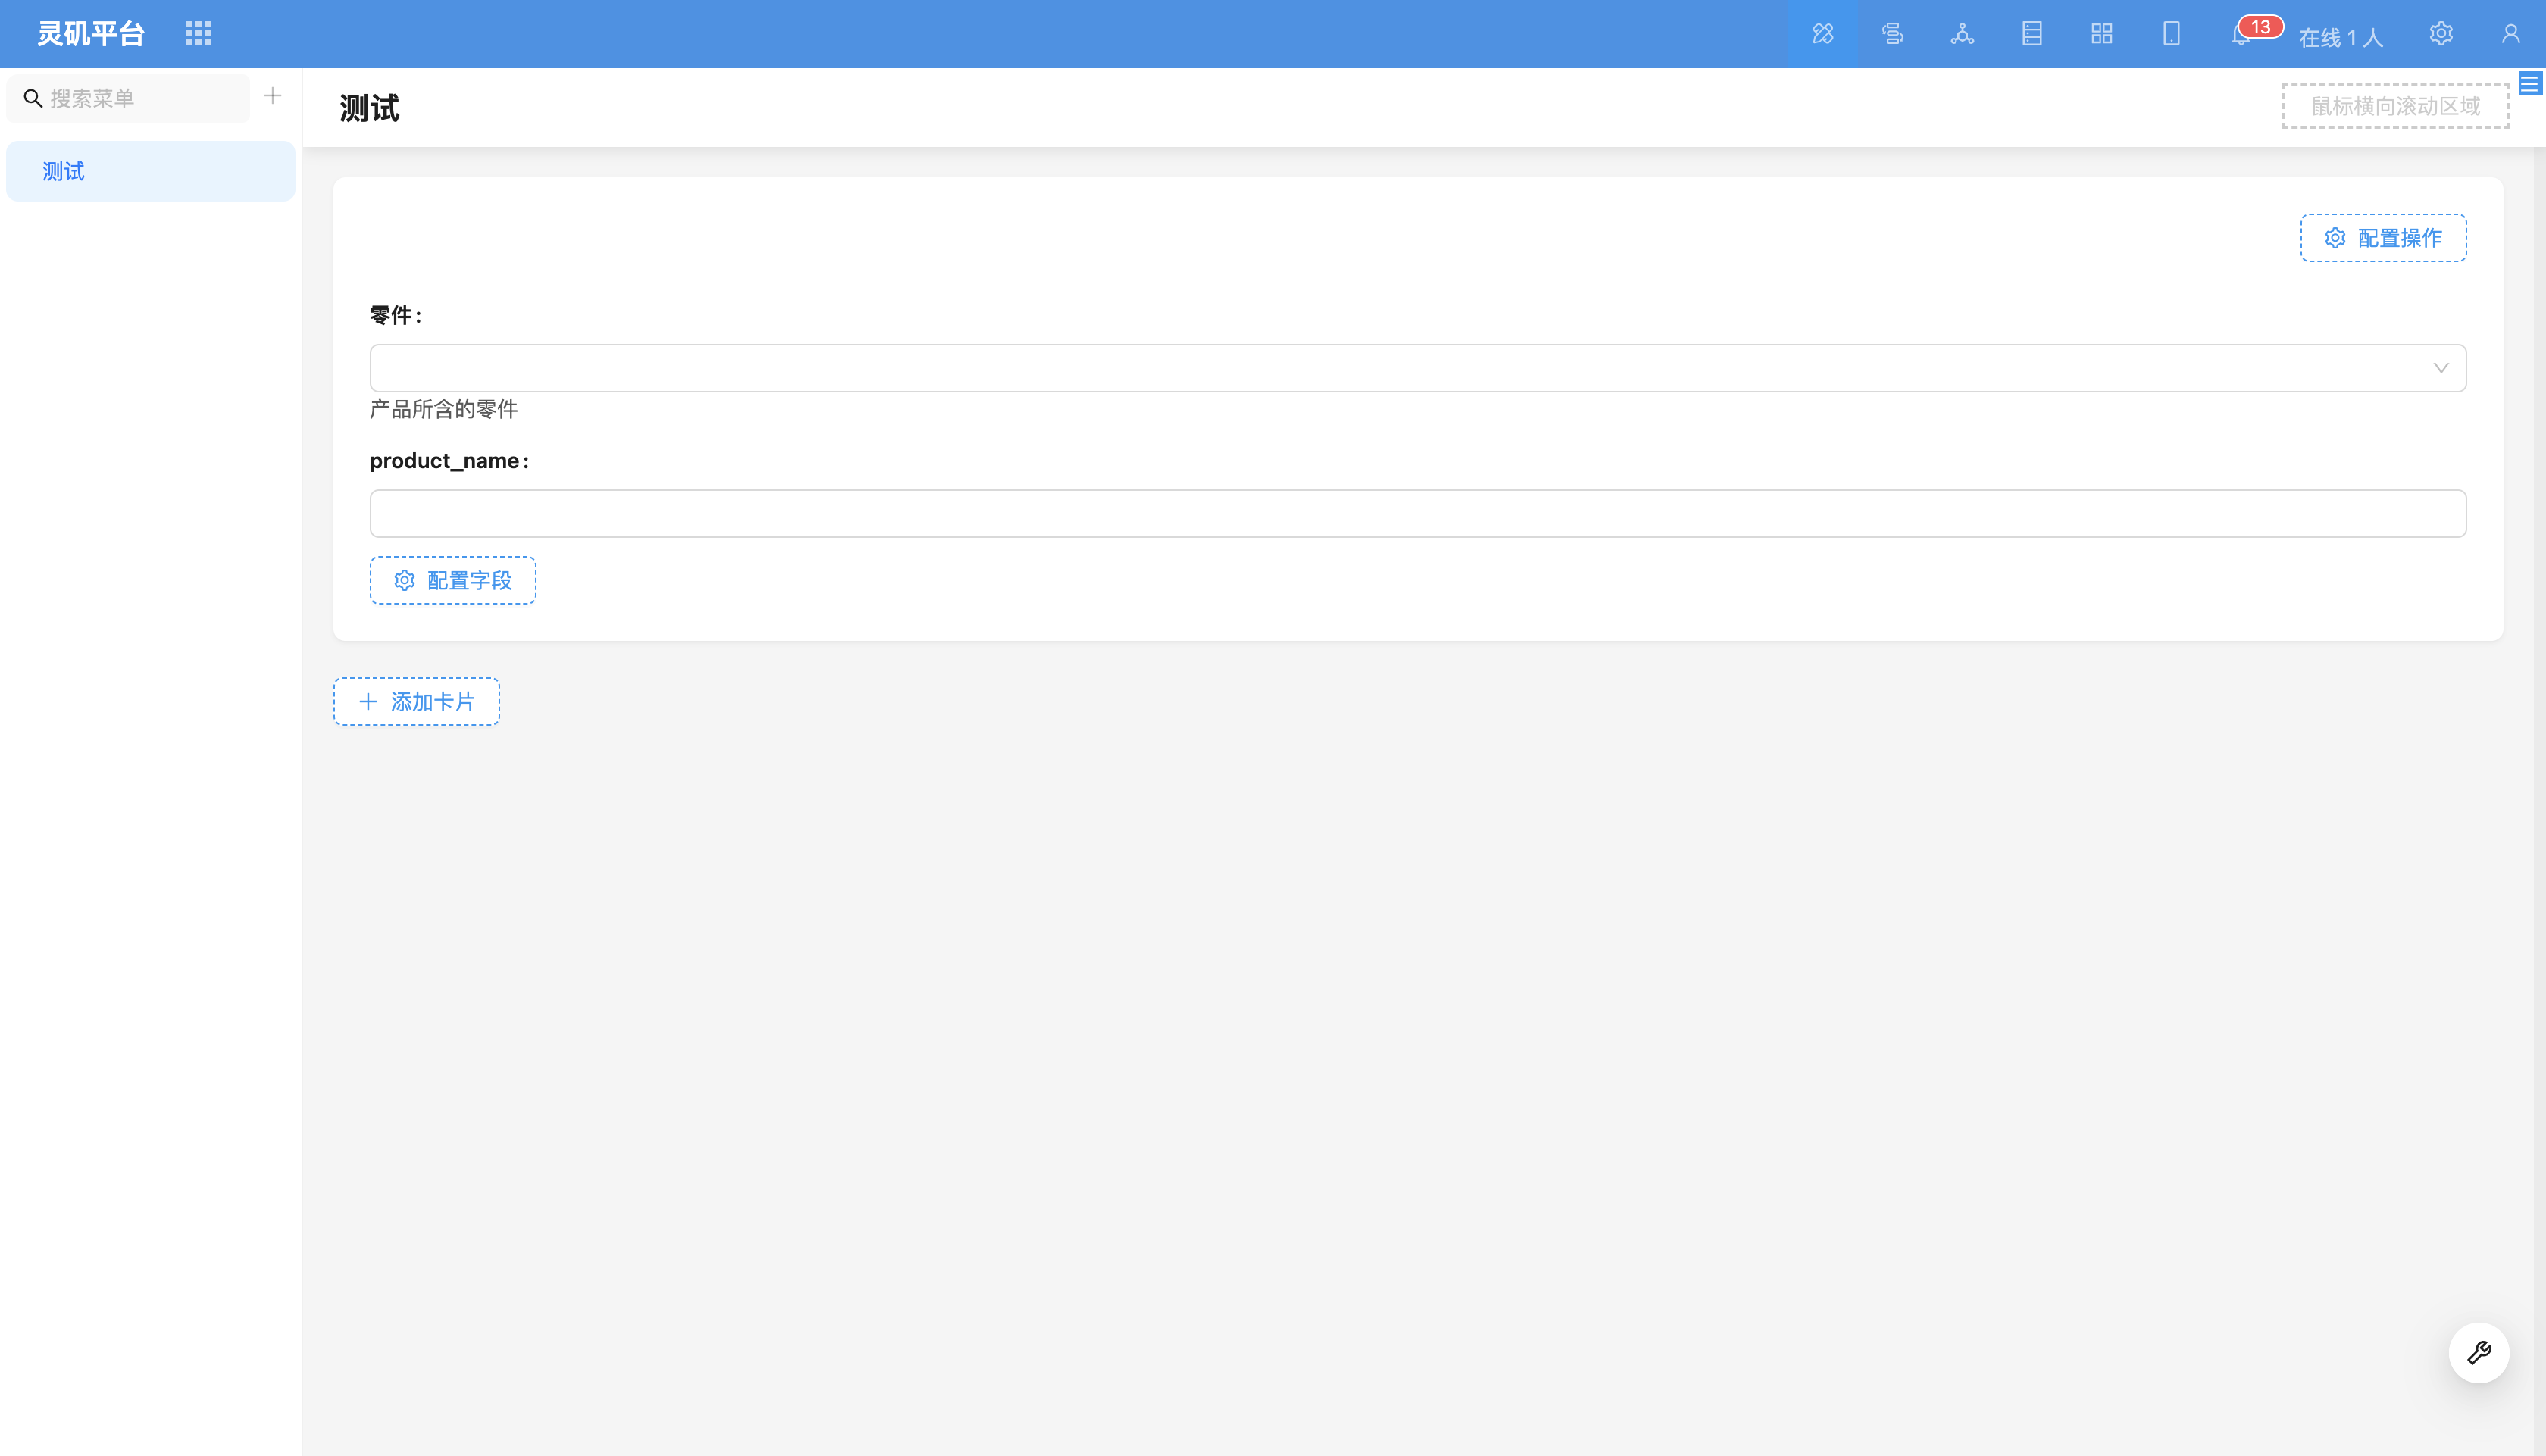 灵矶平台
13
在线 1 人
搜索菜单
测试
测试
鼠标横向滚动区域
配置操作
零件:
产品所含的零件
product_name:
配置字段
添加卡片